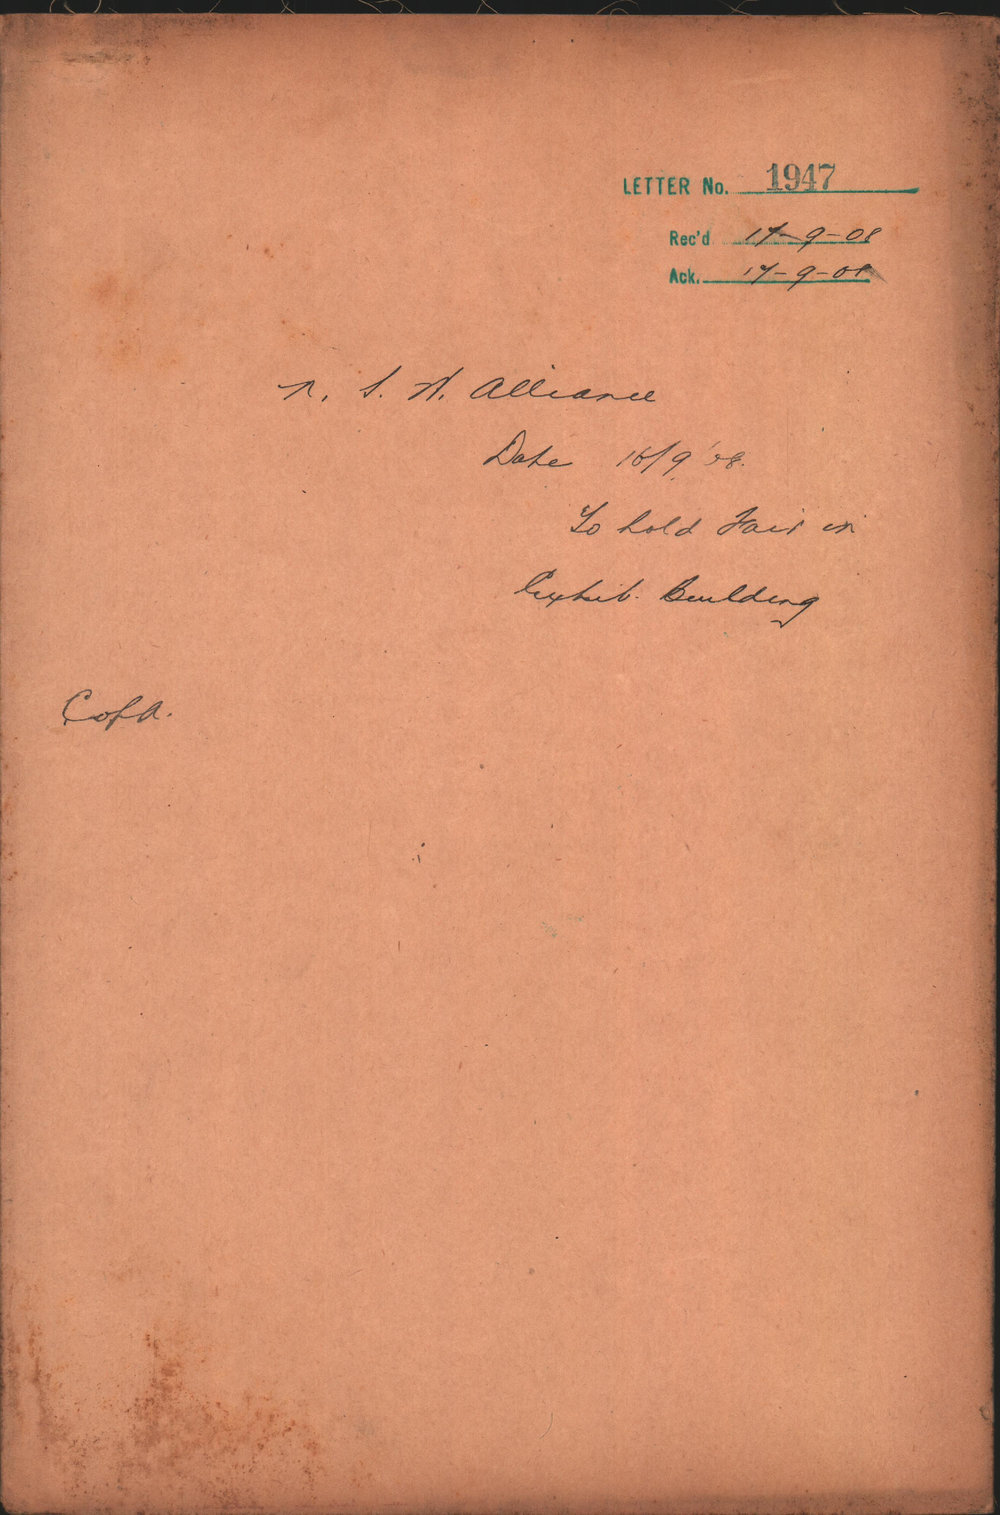 LETTER No. 1947
Rec'd 17-9-08
Ack. 17-9-08
N. S. W. Alliance
Date 16/9/08.
To hold Fair in
Exhib. Building
C of A.